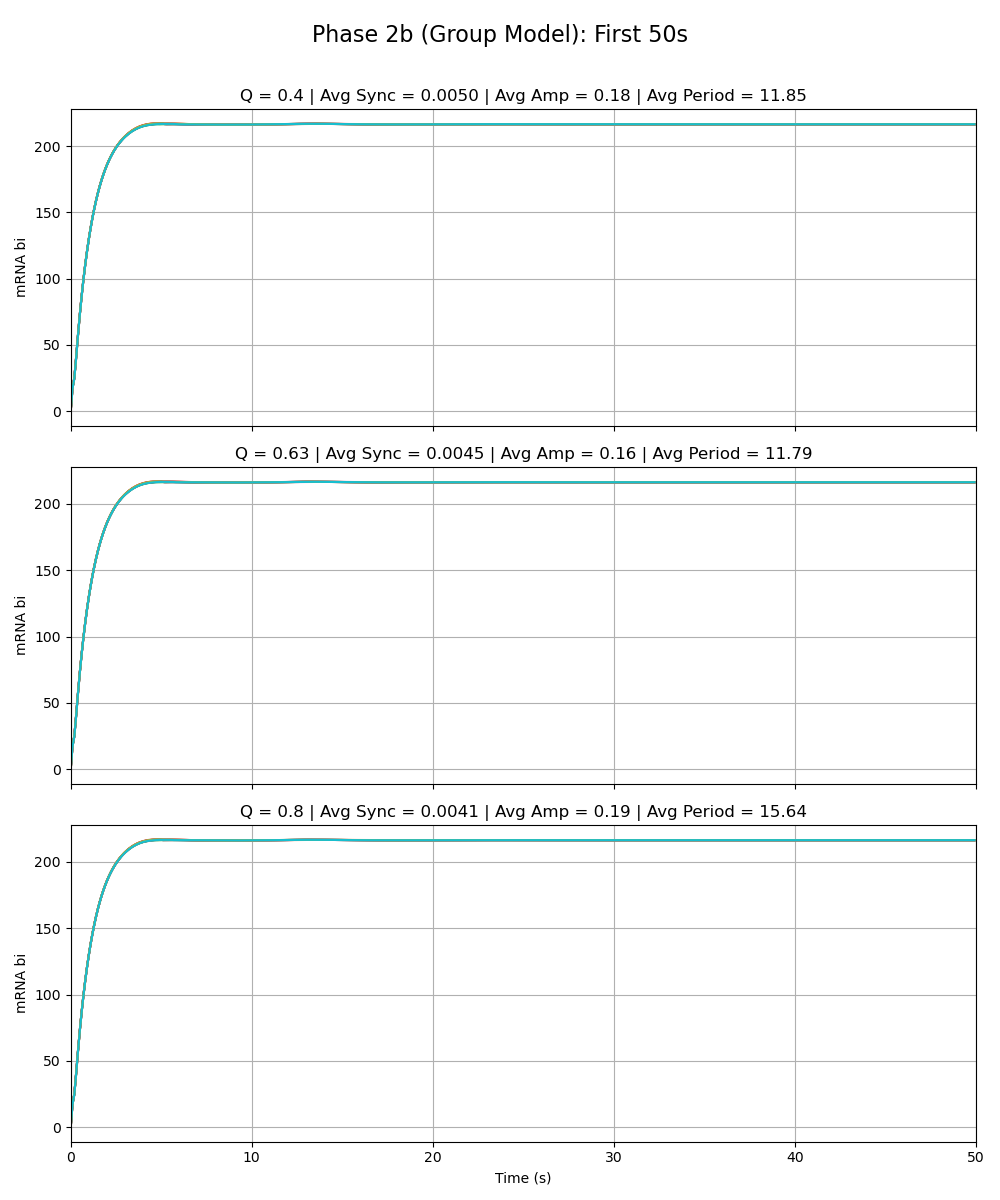 Phase 2b (Group Model): First 50s
Q = 0.4 | Avg Sync = 0.0050 | Avg Amp = 0.18 | Avg Period = 11.85
200
150
100
50
0
mRNA bi
Q = 0.63 | Avg Sync = 0.0045 | Avg Amp = 0.16 | Avg Period = 11.79
200
150
100
50
0
mRNA bi
Q = 0.8 | Avg Sync = 0.0041 | Avg Amp = 0.19 | Avg Period = 15.64
200
150
100
50
0
mRNA bi
0 10 20 30 40 50
Time (s)